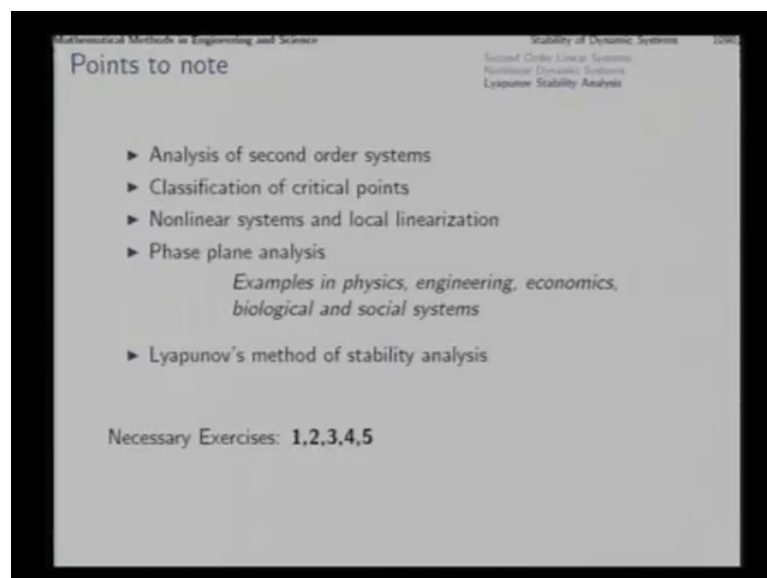 Mathematical Methods in Engineering and Science
Stability of Dynamic Systems
Points to note
Second Order Linear Systems
Nonlinear Dynamic Systems
Lyapunov Stability Analysis
► Analysis of second order systems
► Classification of critical points
► Nonlinear systems and local linearization
► Phase plane analysis
Examples in physics, engineering, economics,
biological and social systems
► Lyapunov's method of stability analysis
Necessary Exercises: 1,2,3,4,5